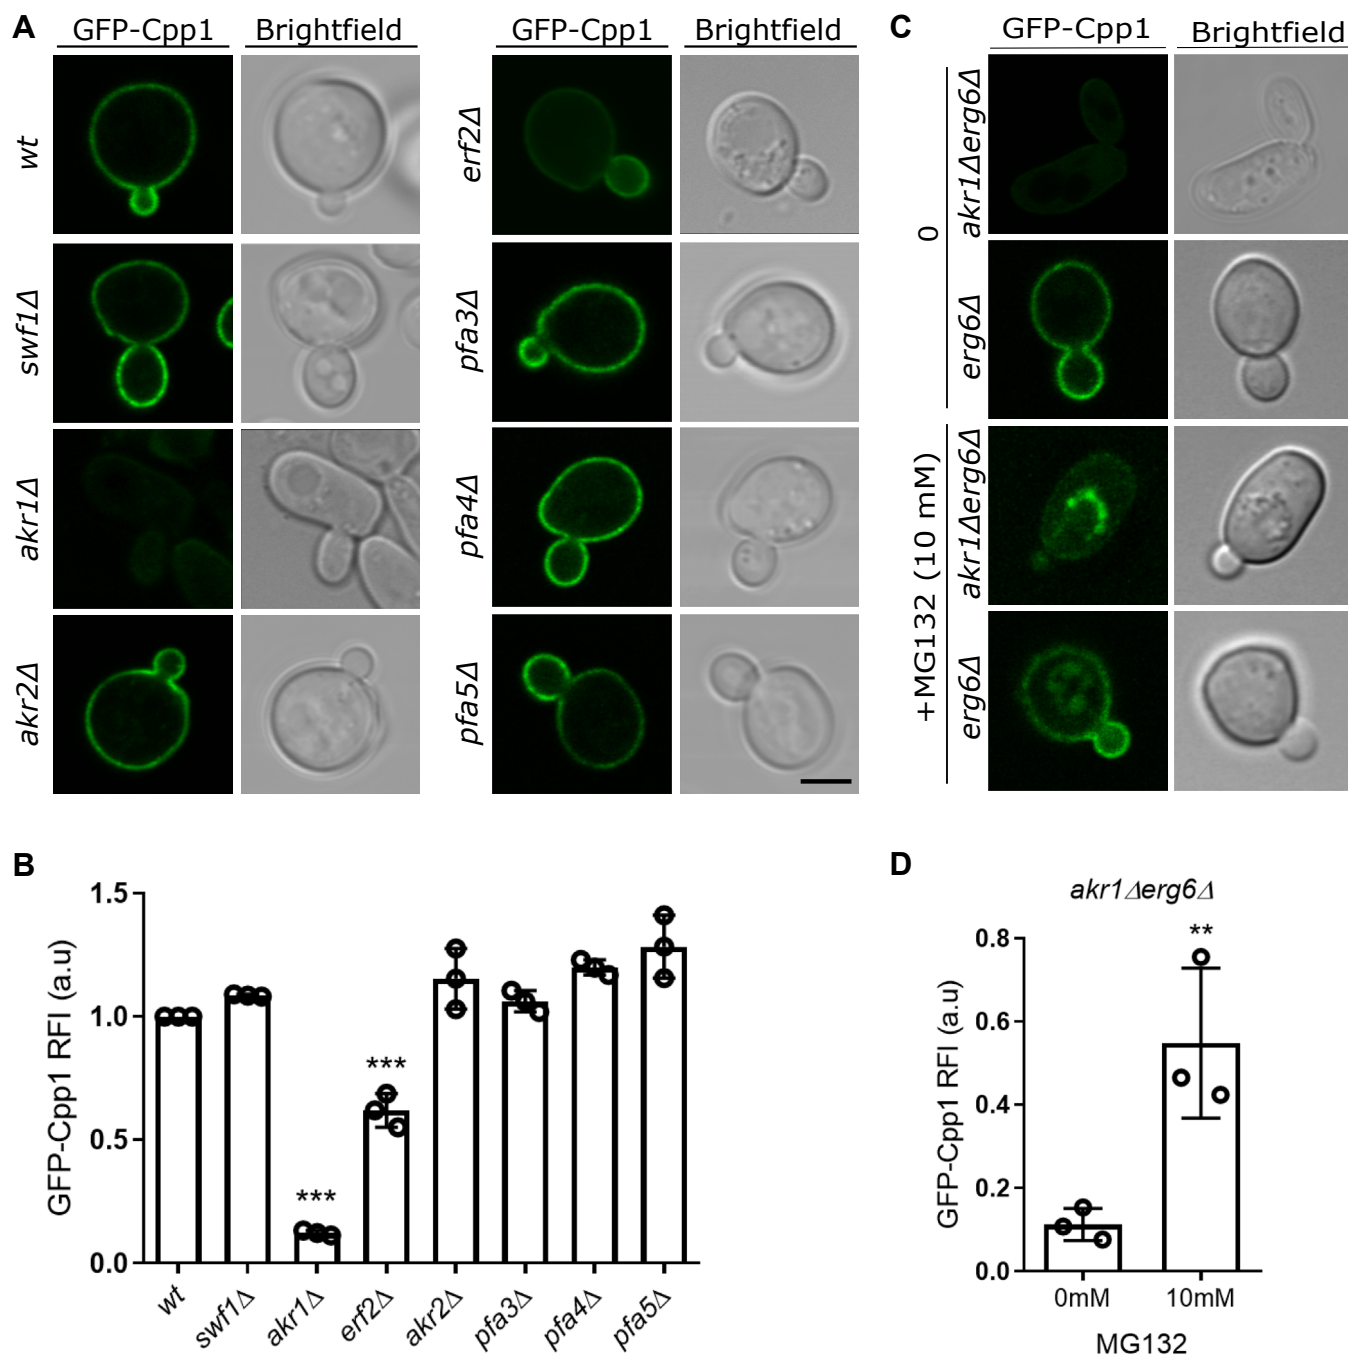 A
GFP-Cpp1
Brightfield
GFP-Cpp1
Brightfield
wt
swf1Δ
akr1Δ
akr2Δ
erf2Δ
pfa3Δ
pfa4Δ
pfa5Δ
C
GFP-Cpp1
Brightfield
0
+MG132 (10 mM)
akr1Δerg6Δ
erg6Δ
akr1Δerg6Δ
erg6Δ
B
GFP-Cpp1 RFI (a.u)
1.5
1.0
0.5
0.0
***
***
wt
swf1Δ
akr1Δ
erf2Δ
akr2Δ
pfa3Δ
pfa4Δ
pfa5Δ
D
akr1Δerg6Δ
GFP-Cpp1 RFI (a.u)
0.8
0.6
0.4
0.2
0.0
**
0mM
10mM
MG132